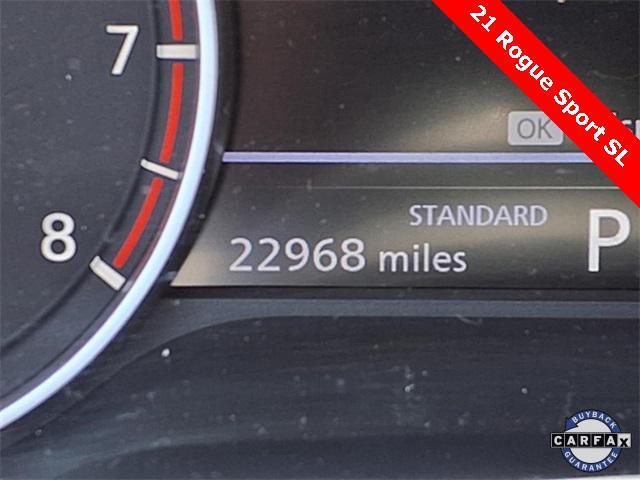 21 Rogue Sport SL
7
OK
STANDARD
8
22968 miles
P
BUYBACK
CARFAX
GUARANTEE